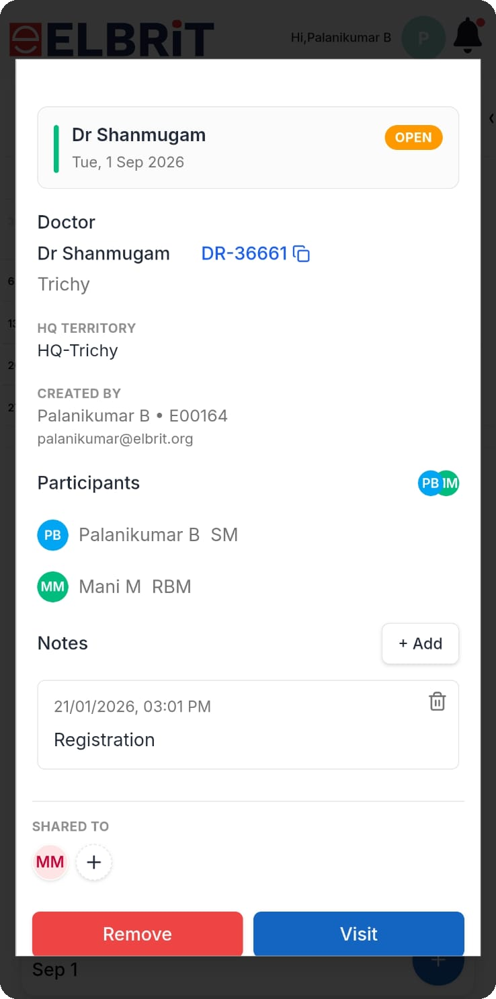 ELBRiT
Hi,Palanikumar B
P
Dr Shanmugam
OPEN
Tue, 1 Sep 2026
Doctor
Dr Shanmugam DR-36661
Trichy
HQ TERRITORY
HQ-Trichy
CREATED BY
Palanikumar B • E00164
palanikumar@elbrit.org
Participants
PB
PB Palanikumar B SM
MM Mani M RBM
Notes
+ Add
21/01/2026, 03:01 PM
Registration
SHARED TO
MM +
Remove
Visit
Sep 1
+